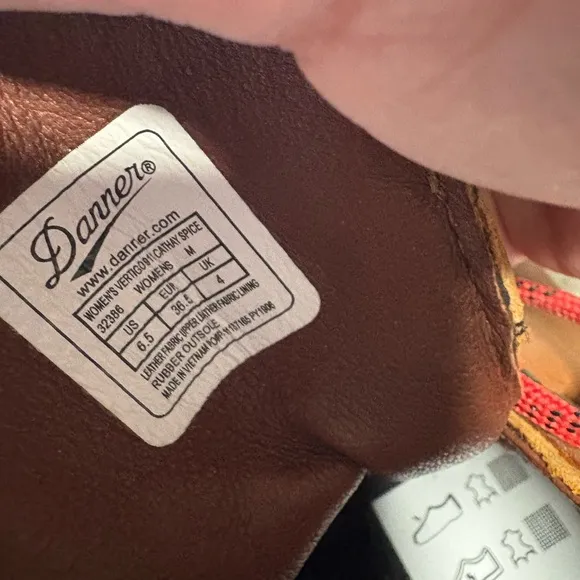 Danner®
www.danner.com
WOMEN'S VERTIGO 917 CATHAY SPICE
32386 WOMENS M
US EUR UK
6.5 36.5 4
LEATHER/FABRIC UPPER LEATHER/FABRIC LINING
RUBBER OUTSOLE
MADE IN VIETNAM